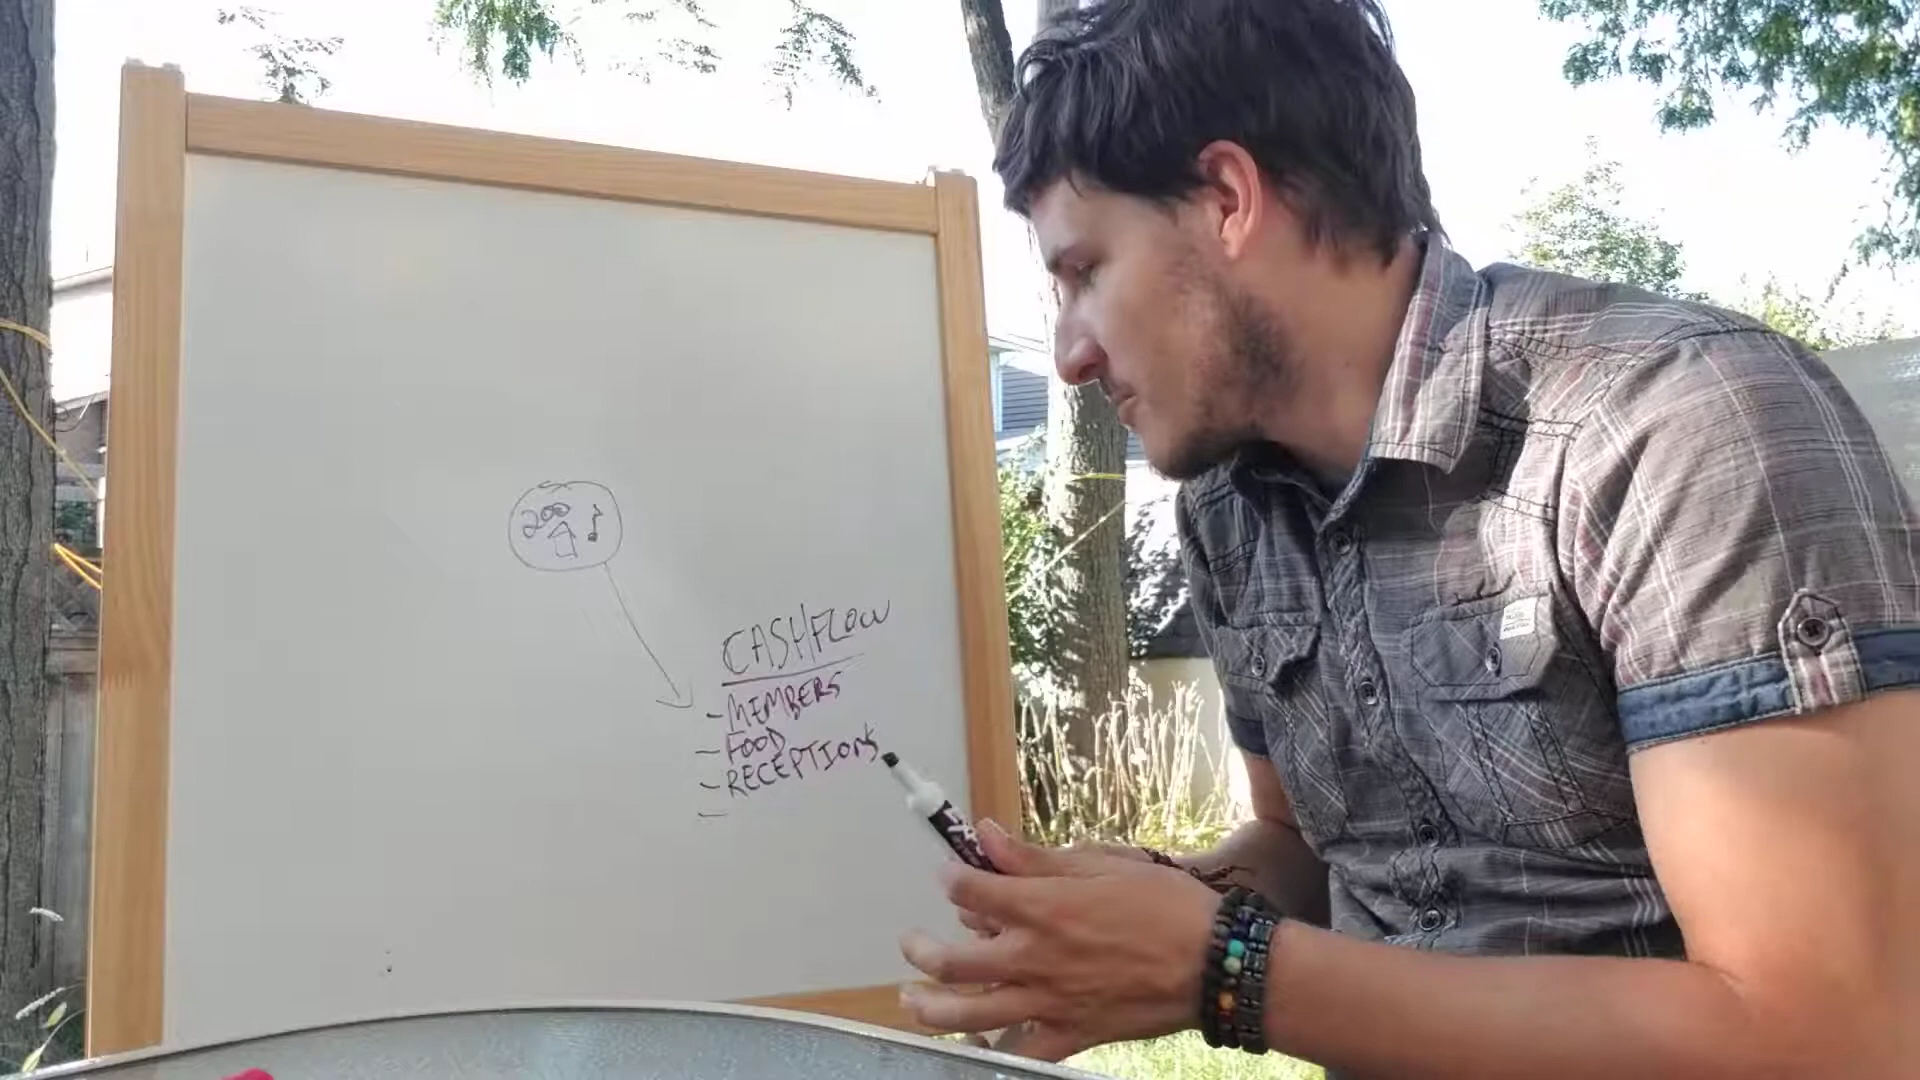 200
CASHFLOW
- MEMBERS
- FOOD
- RECEPTIONS
-